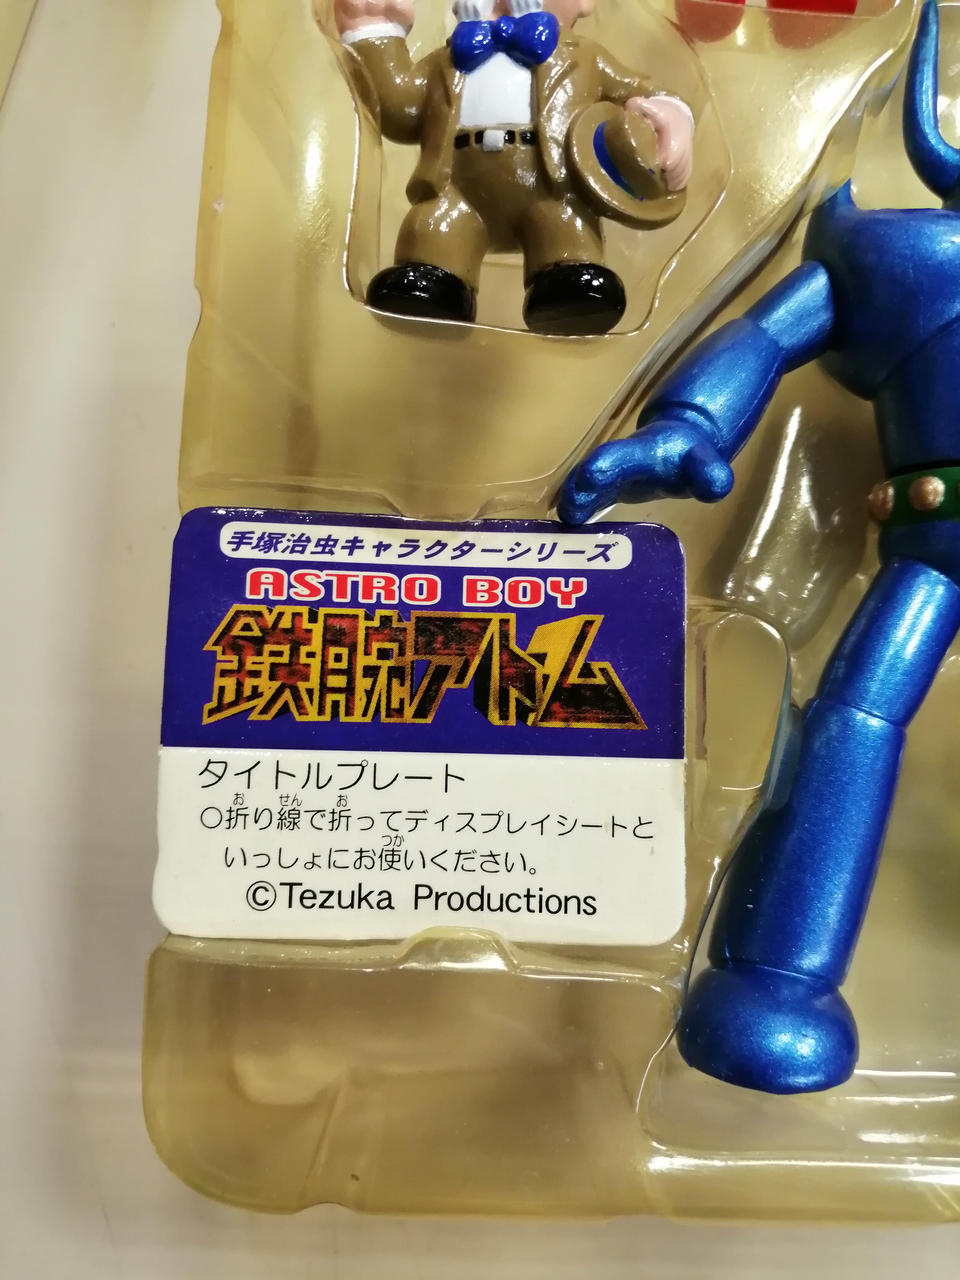 手塚治虫キャラクターシリーズ
ASTRO BOY
鉄腕アトム
タイトルプレート
○折り線で折ってディスプレイシートと
いっしょにお使いください。
©Tezuka Productions